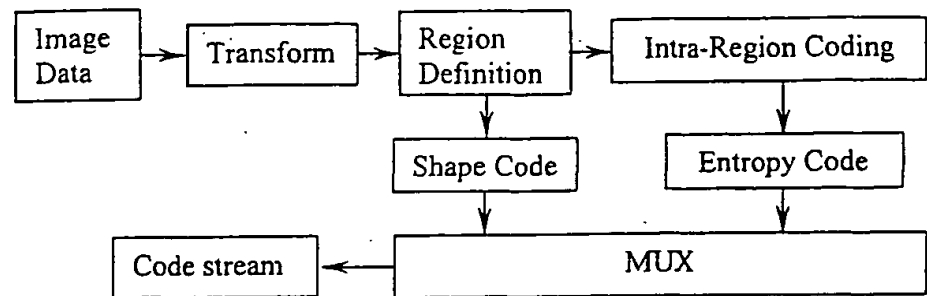 Image
Data
Transform
Region
Definition
Intra-Region Coding
Shape Code
Entropy Code
Code stream
MUX